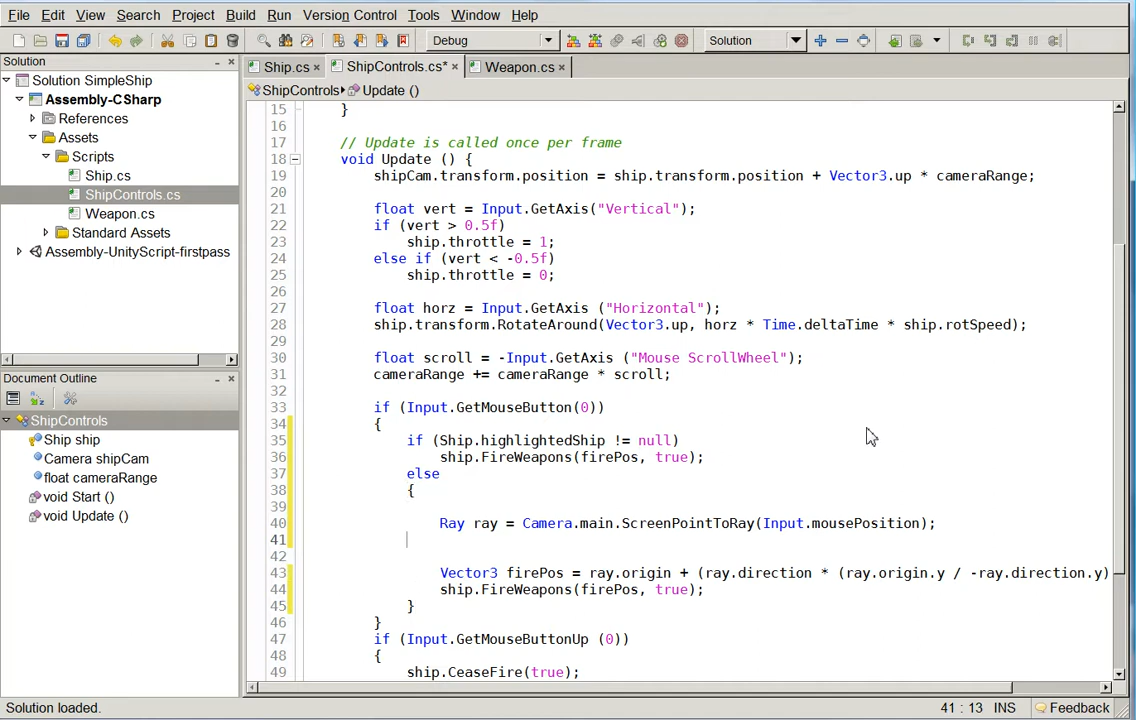 File Edit View Search Project Build Run Version Control Tools Window Help
Debug Solution
Solution
Solution SimpleShip
Assembly-CSharp
References
Assets
Scripts
Ship.cs
ShipControls.cs
Weapon.cs
Standard Assets
Assembly-UnityScript-firstpass
Document Outline
ShipControls
Ship ship
Camera shipCam
float cameraRange
void Start ()
void Update ()
Ship.cs × ShipControls.cs* × Weapon.cs ×
ShipControls Update ()
15 }
16
17 // Update is called once per frame
18 void Update () {
19 shipCam.transform.position = ship.transform.position + Vector3.up * cameraRange;
20
21 float vert = Input.GetAxis("Vertical");
22 if (vert > 0.5f)
23 ship.throttle = 1;
24 else if (vert < -0.5f)
25 ship.throttle = 0;
26
27 float horz = Input.GetAxis ("Horizontal");
28 ship.transform.RotateAround(Vector3.up, horz * Time.deltaTime * ship.rotSpeed);
29
30 float scroll = -Input.GetAxis ("Mouse ScrollWheel");
31 cameraRange += cameraRange * scroll;
32
33 if (Input.GetMouseButton(0))
34 {
35 if (Ship.highlightedShip != null)
36 ship.FireWeapons(firePos, true);
37 else
38 {
39
40 Ray ray = Camera.main.ScreenPointToRay(Input.mousePosition);
41
42
43 Vector3 firePos = ray.origin + (ray.direction * (ray.origin.y / -ray.direction.y)
44 ship.FireWeapons(firePos, true);
45 }
46 }
47 if (Input.GetMouseButtonUp (0))
48 {
49 ship.CeaseFire(true);
Solution loaded. 41 : 13 INS Feedback